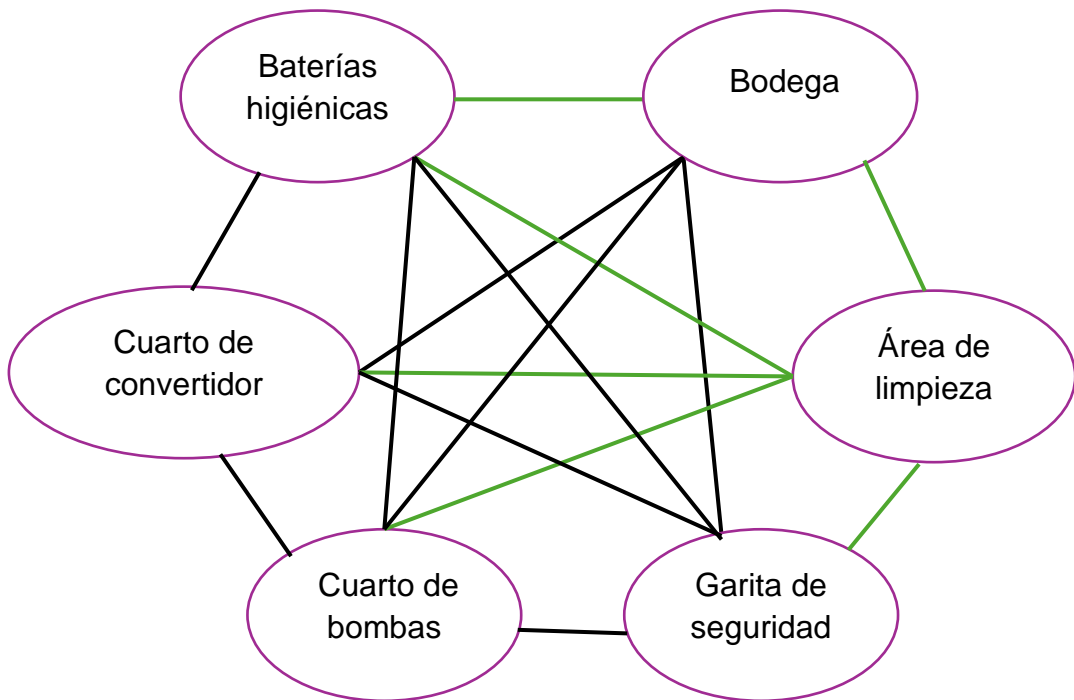 Baterías
higiénicas
Bodega
Cuarto de
convertidor
Área de
limpieza
Cuarto de
bombas
Garita de
seguridad